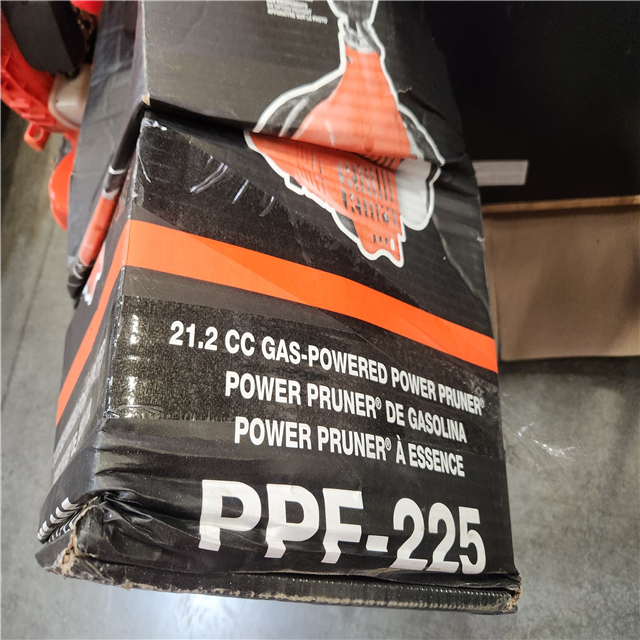 21.2 CC GAS-POWERED POWER PRUNER®
POWER PRUNER® DE GASOLINA
POWER PRUNER® À ESSENCE
PPF-225